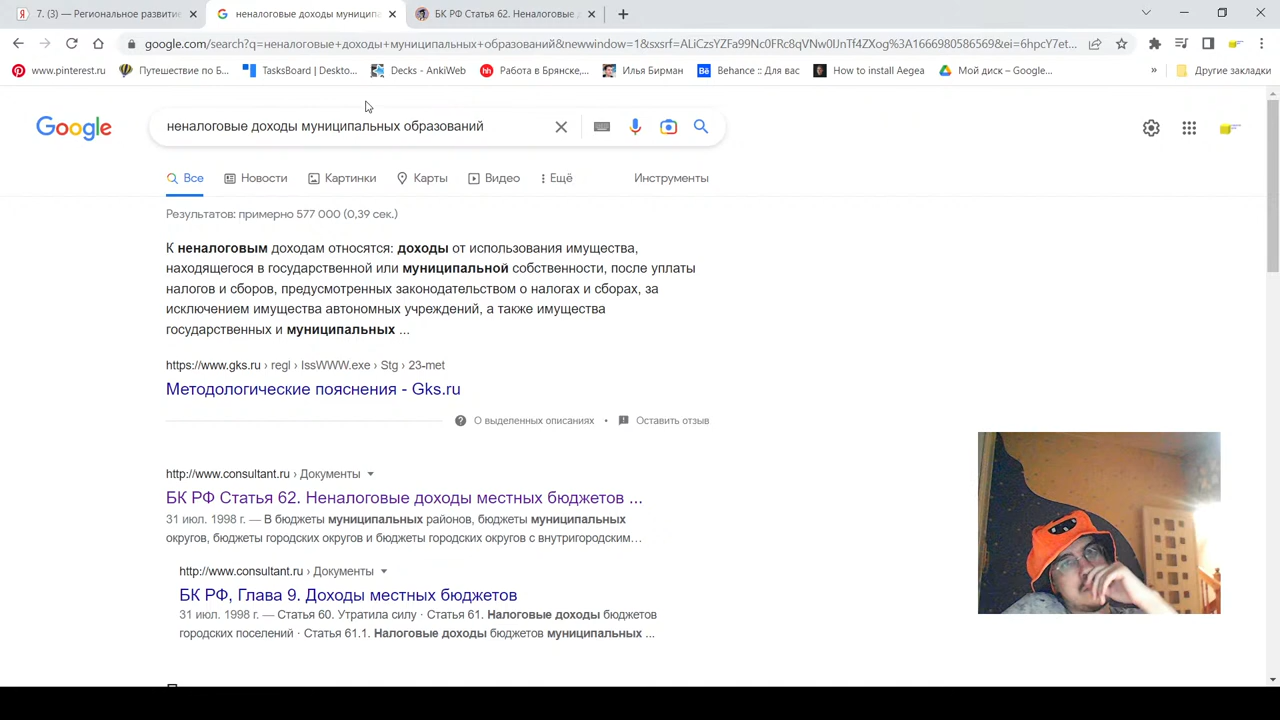 7. (3) — Региональное развити
неналоговые доходы муниципа
БК РФ Статья 62. Неналоговые
google.com/search?q=неналоговые+доходы+муниципальных+образований&newwindow=1&sxsrf=ALiCzsYZFa99Nc0FRc8qVNw0IJnTf4ZXog%3A1666980586569&ei=6hpcY7et...
www.pinterest.ru
Путешествие по Б...
TasksBoard | Deskto...
Decks - AnkiWeb
Работа в Брянске,...
Илья Бирман
Behance :: Для вас
How to install Aegea
Мой диск – Google...
»
Другие закладки
Google
неналоговые доходы муниципальных образований
Все
Новости
Картинки
Карты
Видео
Ещё
Инструменты
Результатов: примерно 577 000 (0,39 сек.)
К неналоговым доходам относятся: доходы от использования имущества,
находящегося в государственной или муниципальной собственности, после уплаты
налогов и сборов, предусмотренных законодательством о налогах и сборах, за
исключением имущества автономных учреждений, а также имущества
государственных и муниципальных ...
https://www.gks.ru › regl › IssWWW.exe › Stg › 23-met
Методологические пояснения - Gks.ru
О выделенных описаниях • Оставить отзыв
http://www.consultant.ru › Документы
БК РФ Статья 62. Неналоговые доходы местных бюджетов ...
31 июл. 1998 г. — В бюджеты муниципальных районов, бюджеты муниципальных
округов, бюджеты городских округов и бюджеты городских округов с внутригородским...
http://www.consultant.ru › Документы
БК РФ, Глава 9. Доходы местных бюджетов
31 июл. 1998 г. — Статья 60. Утратила силу · Статья 61. Налоговые доходы бюджетов
городских поселений · Статья 61.1. Налоговые доходы бюджетов муниципальных ...